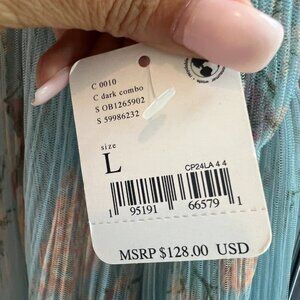 C 0010
C dark combo
S OB1265902
S 59986232
size
L
CP24LA 4 4
1 95191 66579 1
MSRP $128.00 USD